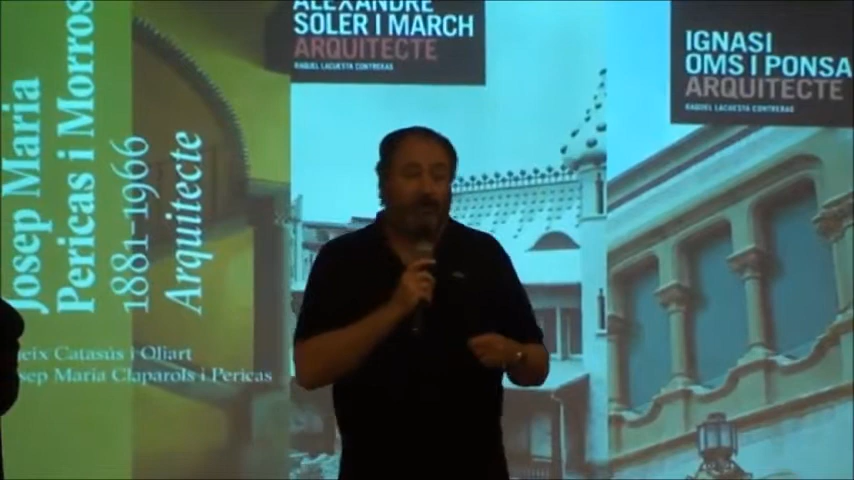 Josep Maria
Pericas i Morros
1881-1966
Arquitecte
Catasús i Oliart
Josep Maria Claparols i Pericas
ALEXANDRE
SOLER I MARCH
ARQUITECTE
RAQUEL LACUESTA CONTRERAS
IGNASI
OMS I PONSA
ARQUITECTE
RAQUEL LACUESTA CONTRERAS